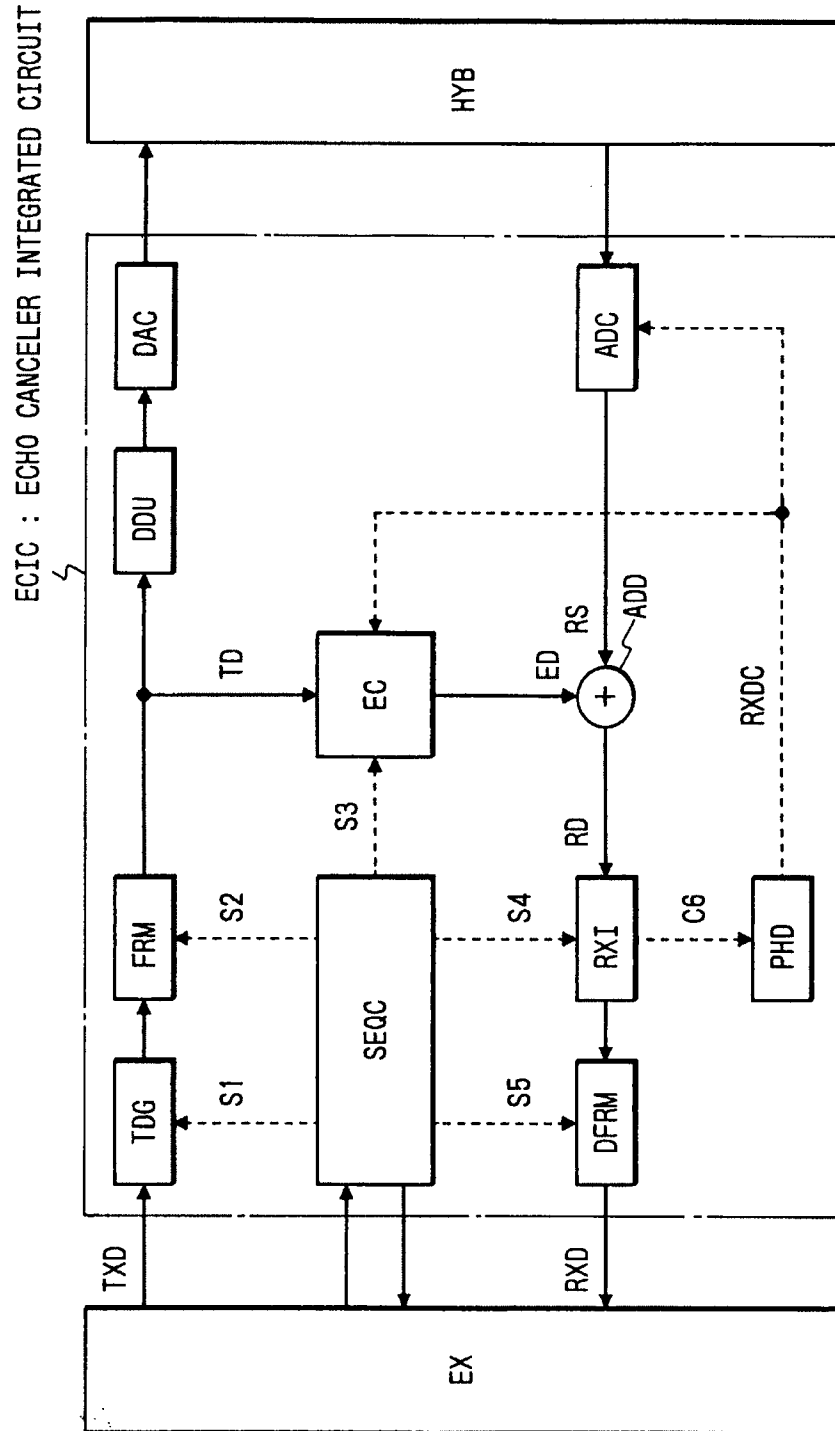 ECIC : ECHO CANCELER INTEGRATED CIRCUIT
EX
TXD
TDG
FRM
DDU
DAC
HYB
S1
S2
TD
SEQC
S3
EC
S5
S4
ED
RS
ADD
RXD
DFRM
RXI
RD
ADC
C6
PHD
RXDC